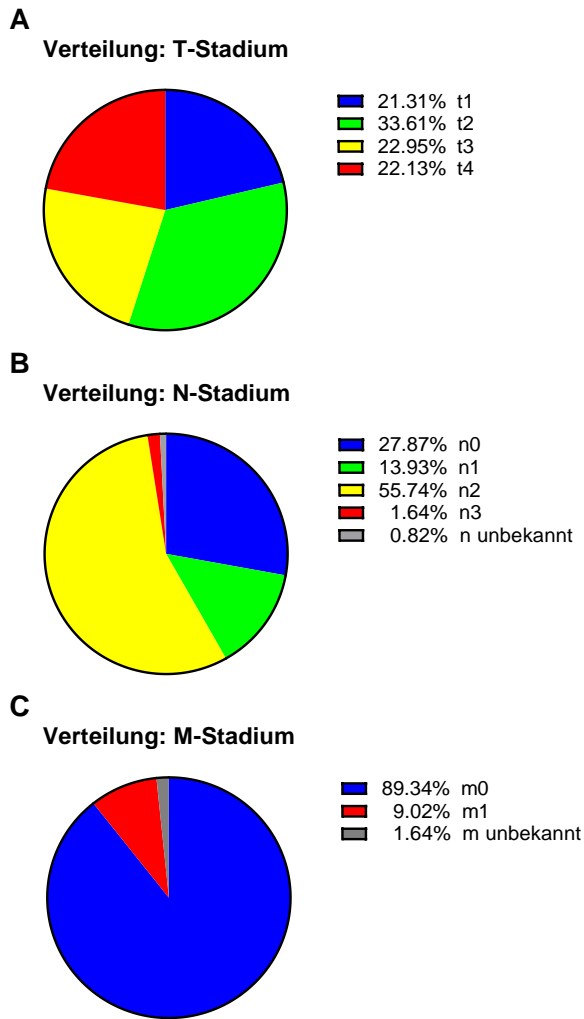 A
Verteilung: T-Stadium
21.31% t1
33.61% t2
22.95% t3
22.13% t4
B
Verteilung: N-Stadium
27.87% n0
13.93% n1
55.74% n2
1.64% n3
0.82% n unbekannt
C
Verteilung: M-Stadium
89.34% m0
9.02% m1
1.64% m unbekannt